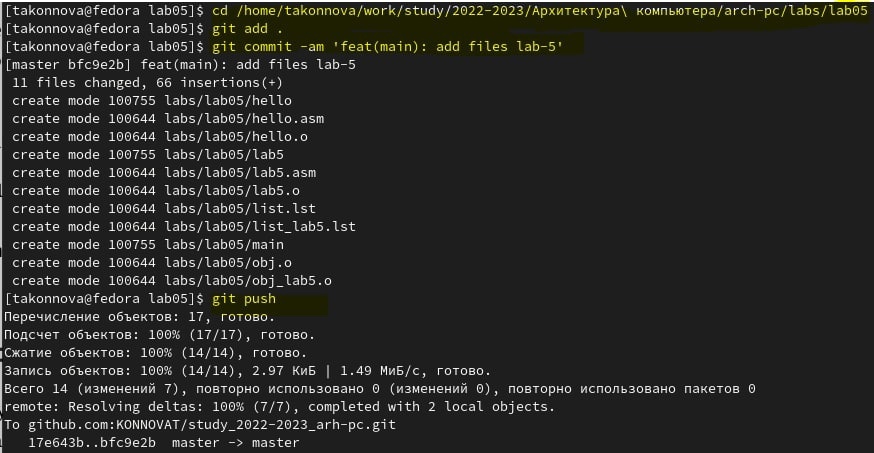 [takonnova@fedora lab05]$ cd /home/takonnova/work/study/2022-2023/Архитектура\ компьютера/arch-pc/labs/lab05
[takonnova@fedora lab05]$ git add .
[takonnova@fedora lab05]$ git commit -am 'feat(main): add files lab-5'
[master bfc9e2b] feat(main): add files lab-5
 11 files changed, 66 insertions(+)
 create mode 100755 labs/lab05/hello
 create mode 100644 labs/lab05/hello.asm
 create mode 100644 labs/lab05/hello.o
 create mode 100755 labs/lab05/lab5
 create mode 100644 labs/lab05/lab5.asm
 create mode 100644 labs/lab05/lab5.o
 create mode 100644 labs/lab05/list.lst
 create mode 100644 labs/lab05/list_lab5.lst
 create mode 100755 labs/lab05/main
 create mode 100644 labs/lab05/obj.o
 create mode 100644 labs/lab05/obj_lab5.o
[takonnova@fedora lab05]$ git push
Перечисление объектов: 17, готово.
Подсчет объектов: 100% (17/17), готово.
Сжатие объектов: 100% (14/14), готово.
Запись объектов: 100% (14/14), 2.97 КиБ | 1.49 МиБ/с, готово.
Всего 14 (изменений 7), повторно использовано 0 (изменений 0), повторно использовано пакетов 0
remote: Resolving deltas: 100% (7/7), completed with 2 local objects.
To github.com:KONNOVAT/study_2022-2023_arh-pc.git
   17e643b..bfc9e2b  master -> master